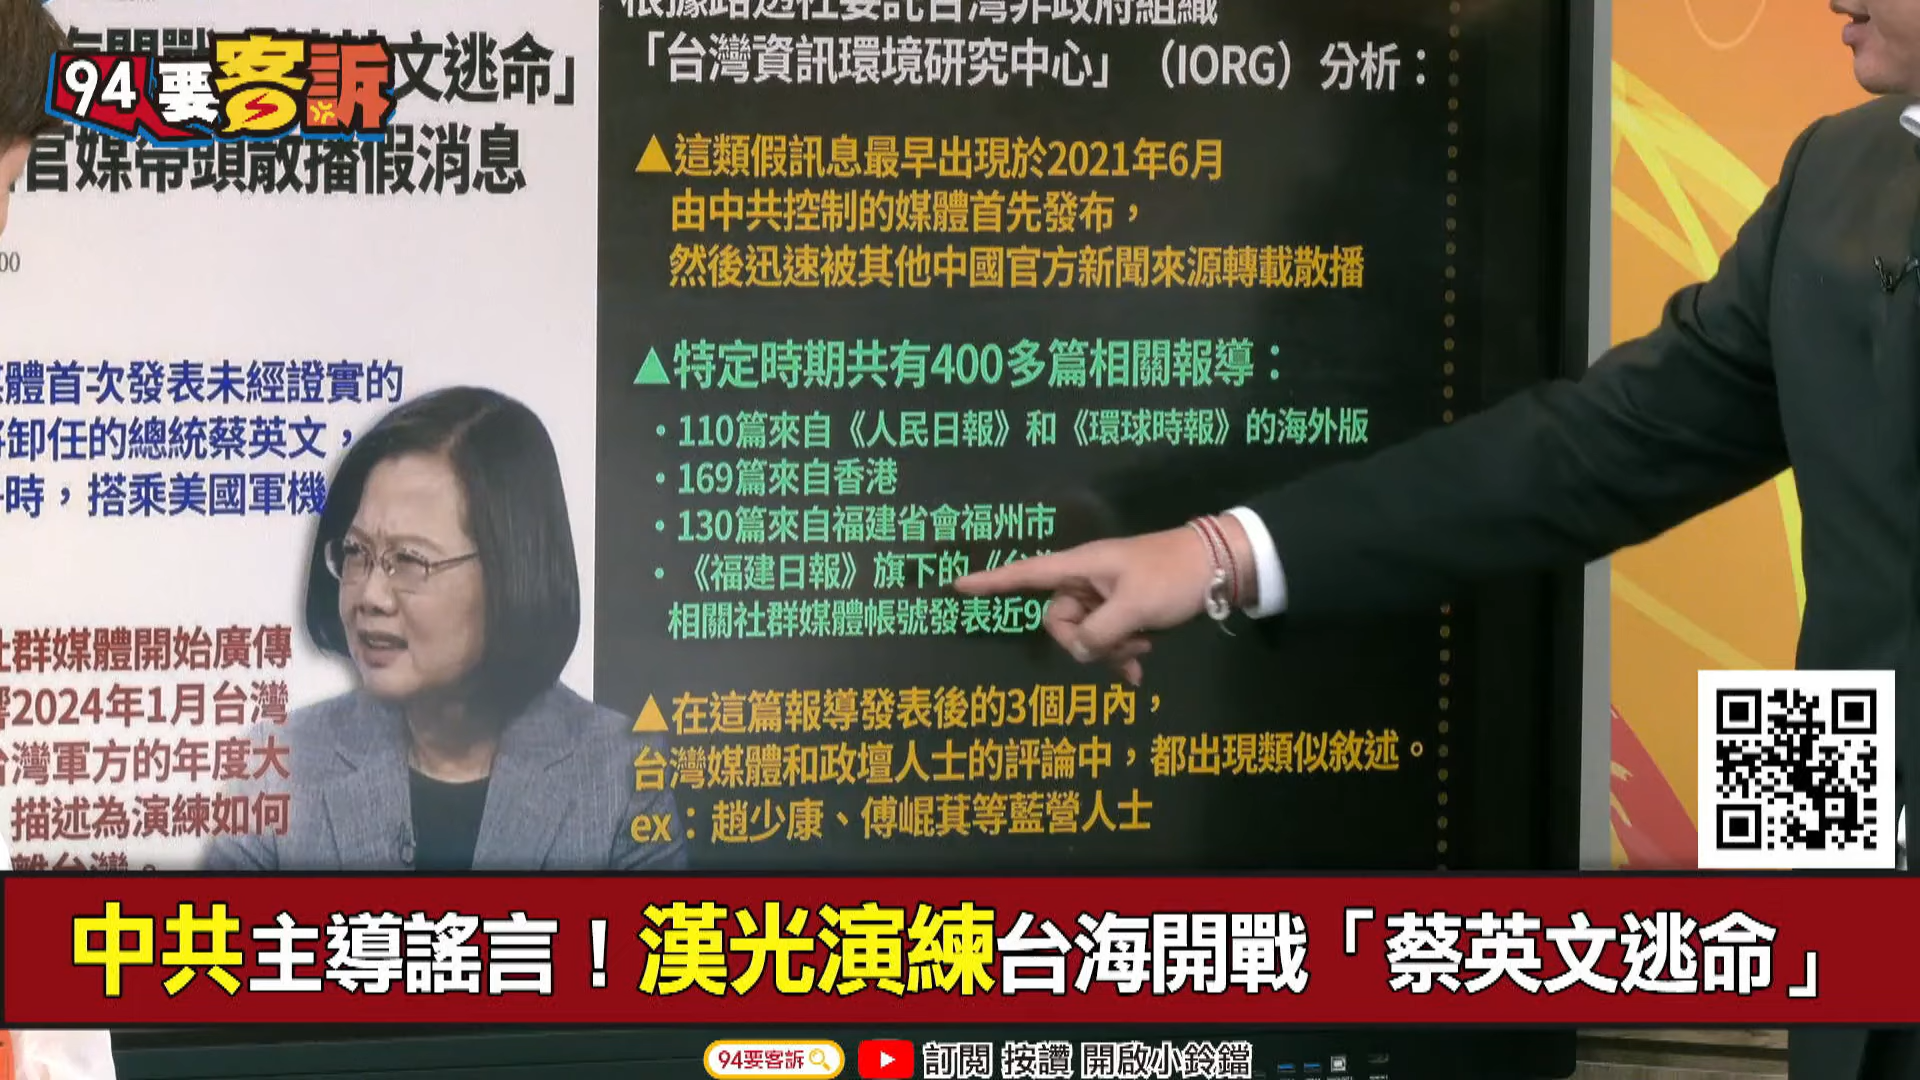 94要客訴
文逃命」
官媒帶頭散播假消息
00
體首次發表未經證實的
卸任的總統蔡英文，
時，搭乘美國軍機
社群媒體開始廣傳
響2024年1月台灣
台灣軍方的年度大
描述為演練如何
離台灣。
根據路透社委託台灣非政府組織
「台灣資訊環境研究中心」（IORG）分析：
▲這類假訊息最早出現於2021年6月
由中共控制的媒體首先發布，
然後迅速被其他中國官方新聞來源轉載散播
▲特定時期共有400多篇相關報導：
・110篇來自《人民日報》和《環球時報》的海外版
・169篇來自香港
・130篇來自福建省會福州市
・《福建日報》旗下的《台海
相關社群媒體帳號發表近9
▲在這篇報導發表後的3個月內，
台灣媒體和政壇人士的評論中，都出現類似敘述。
ex：趙少康、傅崐萁等藍營人士
中共主導謠言！漢光演練台海開戰「蔡英文逃命」
94要客訴 訂閱 按讚 開啟小鈴鐺